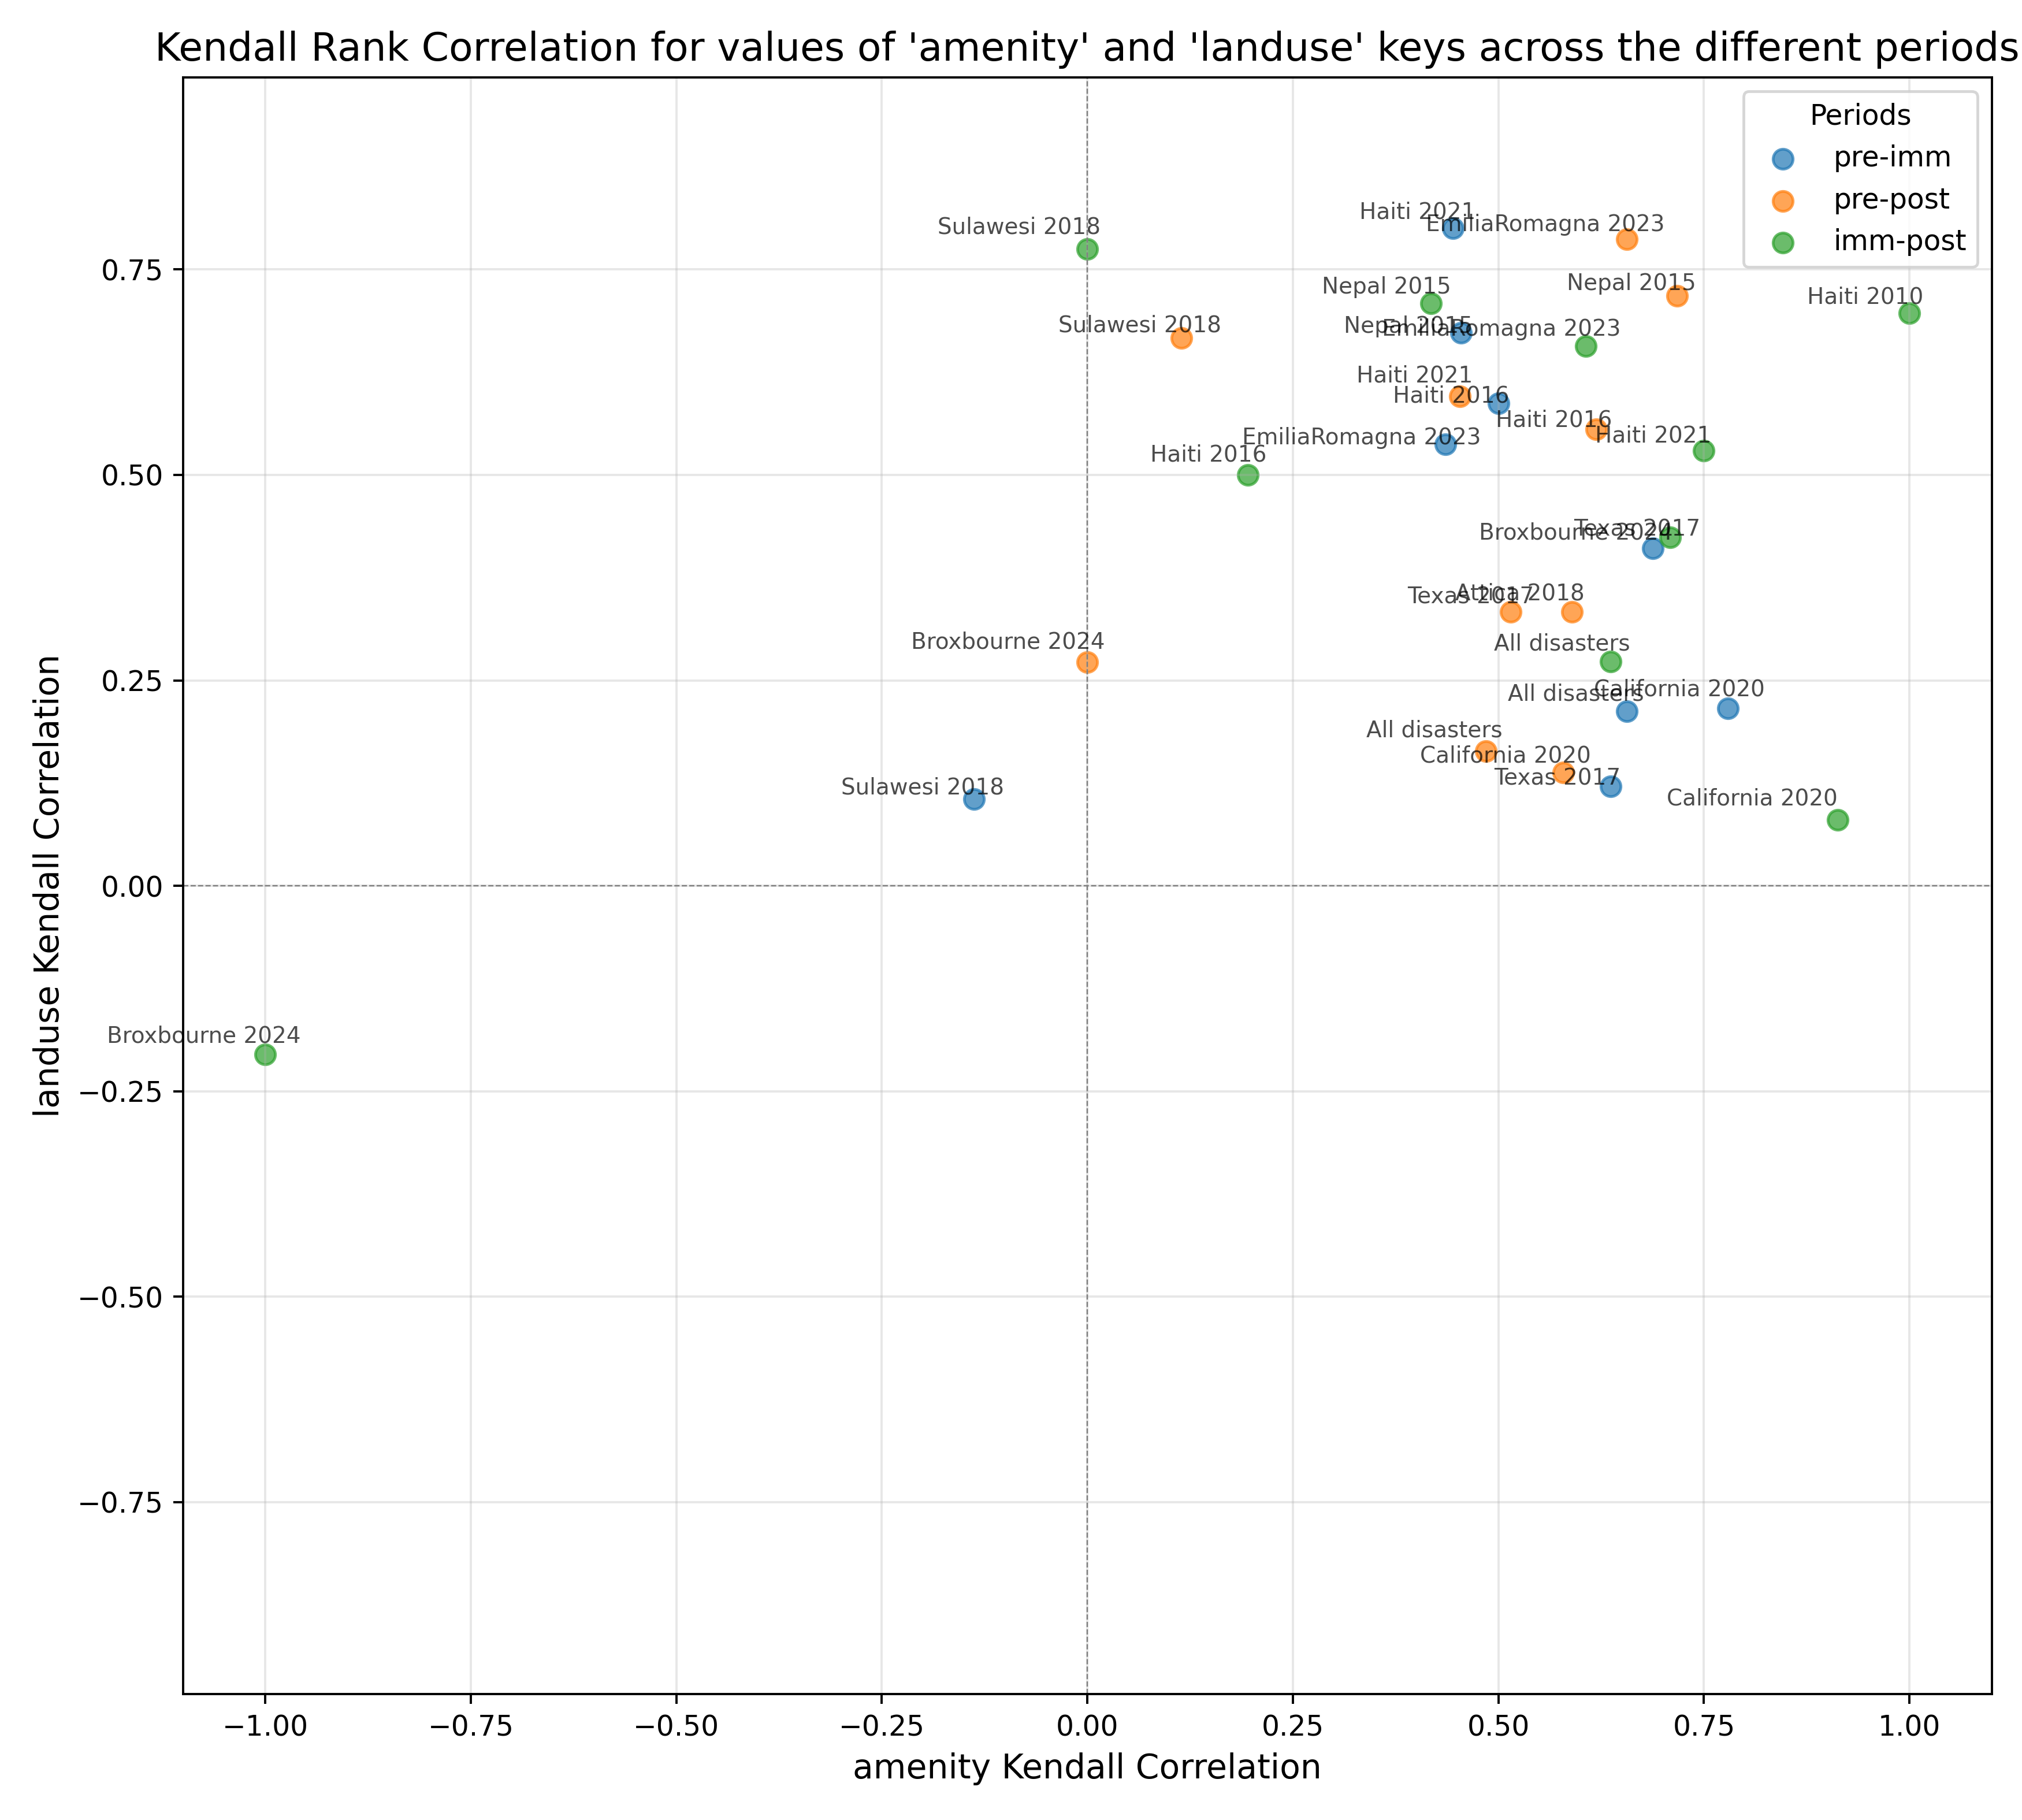 Kendall Rank Correlation for values of 'amenity' and 'landuse' keys across the different periods
Periods
pre-imm
pre-post
imm-post
Haiti 2021
EmiliaRomagna 2023
Sulawesi 2018
Nepal 2015
Nepal 2015
Haiti 2010
Sulawesi 2018
Nepal 2015
EmiliaRomagna 2023
Haiti 2021
Haiti 2016
Haiti 2016
Haiti 2021
EmiliaRomagna 2023
Haiti 2016
Texas 2017
Broxbourne 2024
Texas 2017
Attica 2018
Broxbourne 2024
All disasters
All disasters
California 2020
All disasters
California 2020
Texas 2017
Sulawesi 2018
California 2020
Broxbourne 2024
0.75
0.50
0.25
0.00
−0.25
−0.50
−0.75
landuse Kendall Correlation
−1.00
−0.75
−0.50
−0.25
0.00
0.25
0.50
0.75
1.00
amenity Kendall Correlation